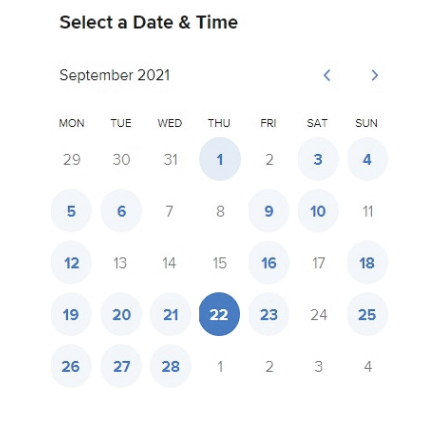 Select a Date & Time
September 2021
MON TUE WED THU FRI SAT SUN
29 30 31 1 2 3 4
5 6 7 8 9 10 11
12 13 14 15 16 17 18
19 20 21 22 23 24 25
26 27 28 1 2 3 4